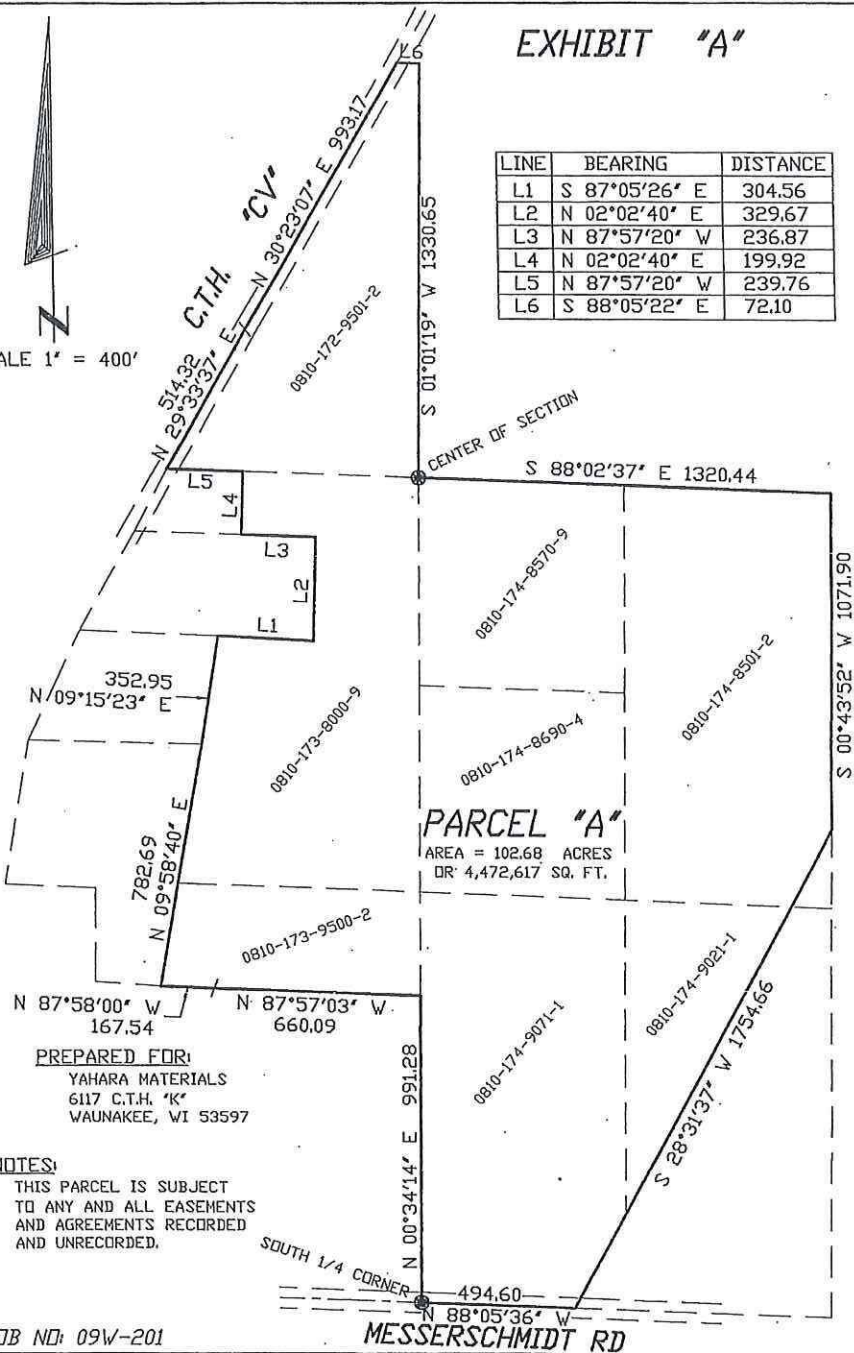 EXHIBIT "A"
LINE BEARING DISTANCE
L1 S 87°05'26" E 304.56
L2 N 02°02'40" E 329.67
L3 N 87°57'20" W 236.87
L4 N 02°02'40" E 199.92
L5 N 87°57'20" W 239.76
L6 S 88°05'22" E 72.10
L6
N 30°23'07" E 993.17
C.T.H. "CV"
S 01°01'19" W 1330.65
0810-172-9501-2
N
ALE 1" = 400'
514.32
N 29°33'37" E
CENTER OF SECTION
S 88°02'37" E 1320.44
L5
L4
L3
L2
L1
0810-174-8570-9
0810-174-8501-2
S 00°43'52" W 1071.90
352.95
N 09°15'23" E
0810-173-8000-9
0810-174-8690-4
PARCEL "A"
AREA = 102.68 ACRES
OR 4,472,617 SQ. FT.
782.69
N 09°58'40" E
0810-173-9500-2
0810-174-9021-1
0810-174-9071-1
N 87°58'00" W
167.54
N 87°57'03" W
660.09
S 28°31'37" W 1754.66
PREPARED FOR:
YAHARA MATERIALS
6117 C.T.H. "K"
WAUNAKEE, WI 53597
N 00°34'14" E 991.28
NOTES:
THIS PARCEL IS SUBJECT
TO ANY AND ALL EASEMENTS
AND AGREEMENTS RECORDED
AND UNRECORDED.
SOUTH 1/4 CORNER
494.60
N 88°05'36" W
OB NO: 09W-201
MESSERSCHMIDT RD